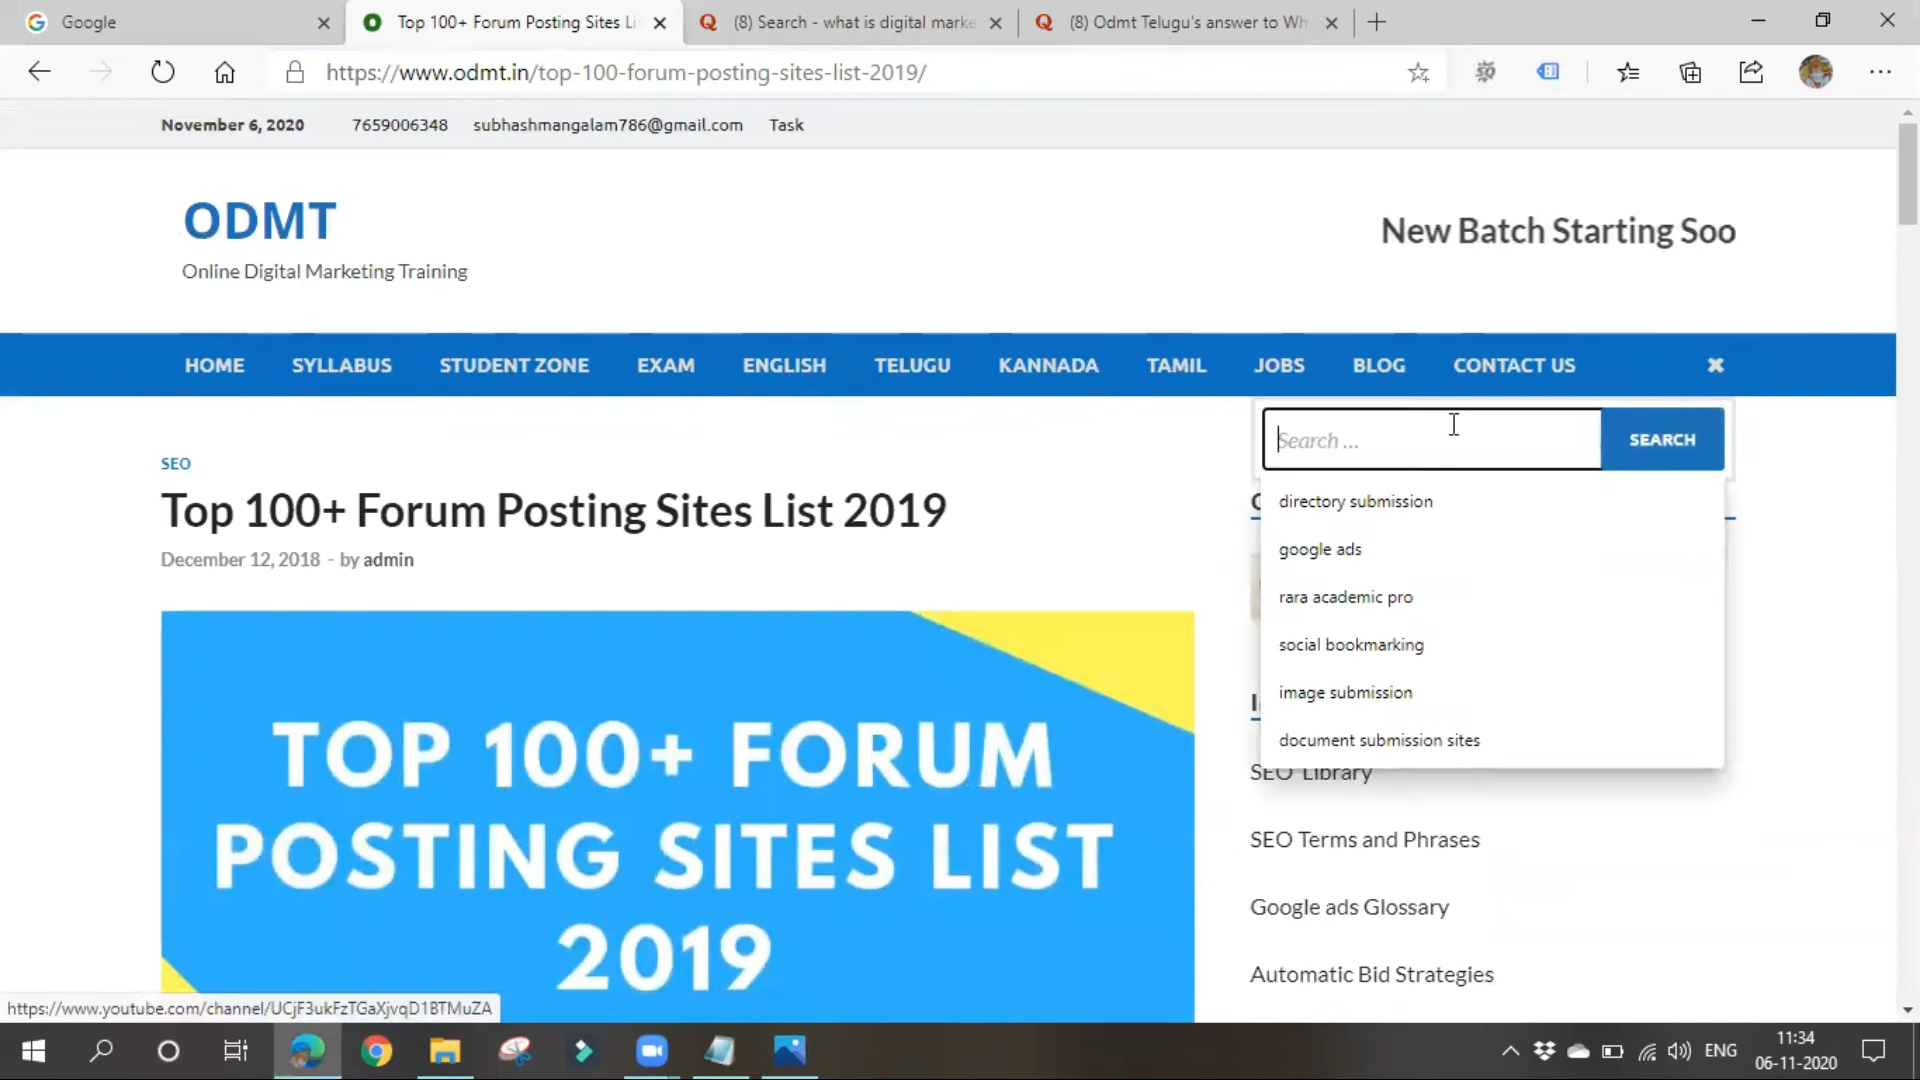 Google
Top 100+ Forum Posting Sites Li
(8) Search - what is digital marke
(8) Odmt Telugu's answer to Wh
https://www.odmt.in/top-100-forum-posting-sites-list-2019/
November 6, 2020 7659006348 subhashmangalam786@gmail.com Task
ODMT
Online Digital Marketing Training
New Batch Starting Soo
HOME SYLLABUS STUDENT ZONE EXAM ENGLISH TELUGU KANNADA TAMIL JOBS BLOG CONTACT US
Search ...
SEARCH
SEO
Top 100+ Forum Posting Sites List 2019
December 12, 2018 - by admin
TOP 100+ FORUM
POSTING SITES LIST
2019
directory submission
google ads
rara academic pro
social bookmarking
image submission
document submission sites
SEO Library
SEO Terms and Phrases
Google ads Glossary
Automatic Bid Strategies
https://www.youtube.com/channel/UCjF3ukFzTGaXjvqD1BTMuZA
ENG
11:34
06-11-2020